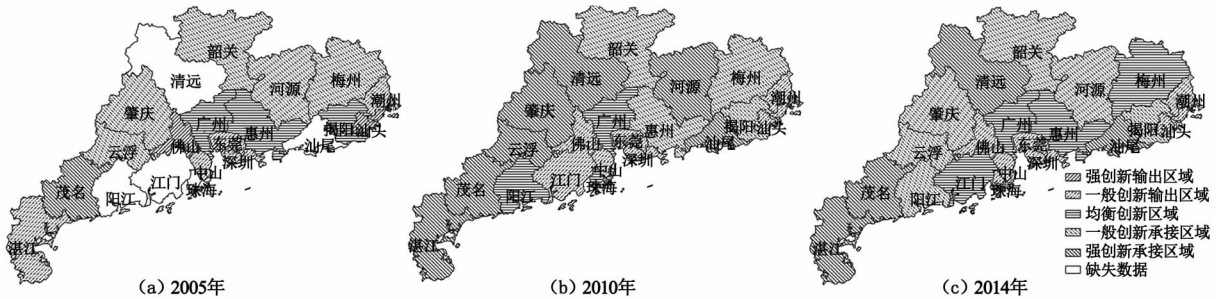 韶关
清远
河源
梅州
潮州
肇庆
广州
惠州
揭阳
汕头
云浮
佛山
东莞
汕尾
深圳
茂名
江门
中山
珠海
阳江
湛江
(a) 2005年
韶关
清远
河源
梅州
潮州
肇庆
广州
惠州
揭阳
汕头
云浮
佛山
东莞
汕尾
深圳
茂名
江门
中山
珠海
阳江
湛江
(b) 2010年
韶关
清远
河源
梅州
潮州
肇庆
广州
惠州
揭阳
汕头
云浮
佛山
东莞
汕尾
深圳
茂名
江门
中山
珠海
阳江
湛江
强创新输出区域
一般创新输出区域
均衡创新区域
一般创新承接区域
强创新承接区域
缺失数据
(c) 2014年